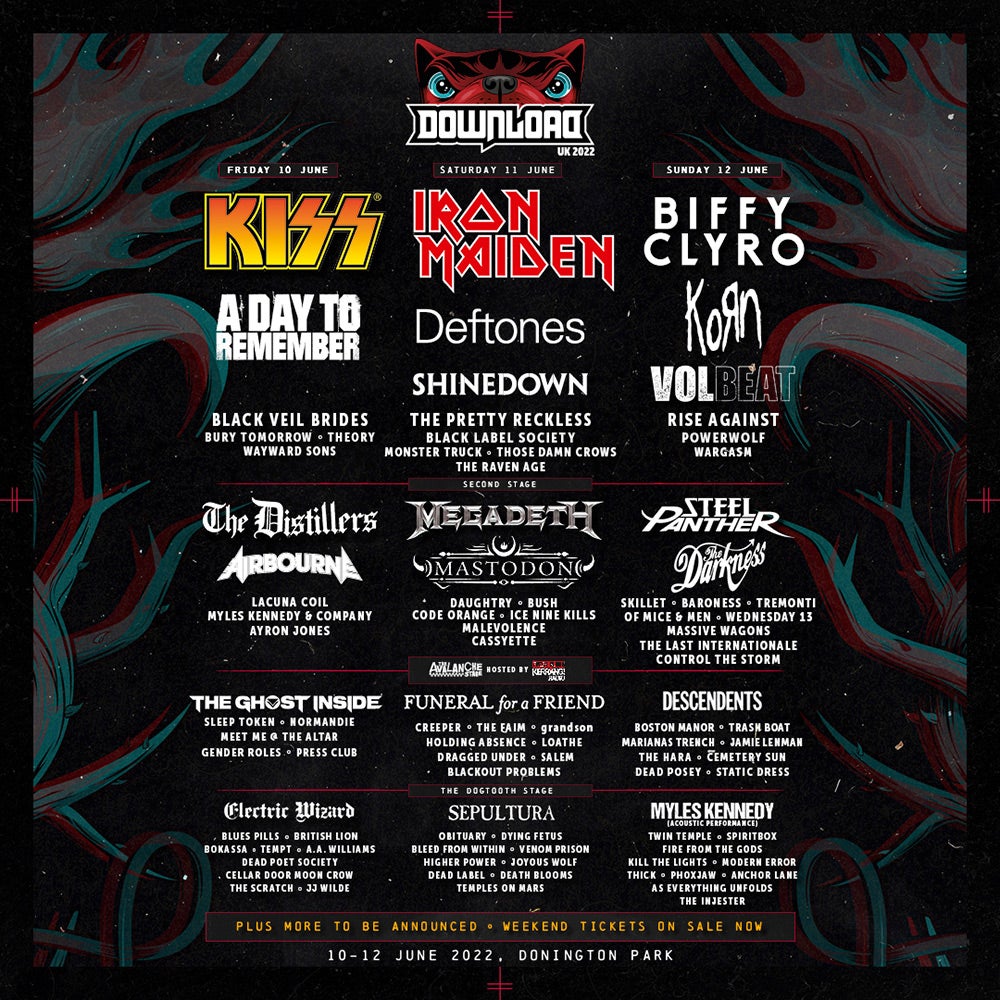 DOWNLOAD
UK 2022
FRIDAY 10 JUNE
KISS®
A DAY TO
REMEMBER
BLACK VEIL BRIDES
BURY TOMORROW ∘ THEORY
WAYWARD SONS
SATURDAY 11 JUNE
IRON
MAIDEN
Deftones
SHINEDOWN
THE PRETTY RECKLESS
BLACK LABEL SOCIETY
MONSTER TRUCK ∘ THOSE DAMN CROWS
THE RAVEN AGE
SUNDAY 12 JUNE
BIFFY
CLYRO
KoЯn
VOLBEAT
RISE AGAINST
POWERWOLF
WARGASM
SECOND STAGE
The Distillers
AIRBOURNE
LACUNA COIL
MYLES KENNEDY & COMPANY
AYRON JONES
MEGADETH
MASTODON
DAUGHTRY ∘ BUSH
CODE ORANGE ∘ ICE NINE KILLS
MALEVOLENCE
CASSYETTE
STEEL
PANTHER
The
Darkness
SKILLET ∘ BARONESS ∘ TREMONTI
OF MICE & MEN ∘ WEDNESDAY 13
MASSIVE WAGONS
THE LAST INTERNATIONALE
CONTROL THE STORM
THE AVALANCHE STAGE HOSTED BY KERRANG! RADIO
THE GHOST INSIDE
SLEEP TOKEN ∘ NORMANDIE
MEET ME @ THE ALTAR
GENDER ROLES ∘ PRESS CLUB
FUNERAL for a FRIEND
CREEPER ∘ THE FAIM ∘ grandson
HOLDING ABSENCE ∘ LOATHE
DRAGGED UNDER ∘ SALEM
BLACKOUT PROBLEMS
DESCENDENTS
BOSTON MANOR ∘ TRASH BOAT
MARIANAS TRENCH ∘ JAMIE LENMAN
THE HARA ∘ CEMETERY SUN
DEAD POSEY ∘ STATIC DRESS
THE DOGTOOTH STAGE
Electric Wizard
BLUES PILLS ∘ BRITISH LION
BOKASSA ∘ TEMPT ∘ A.A. WILLIAMS
DEAD POET SOCIETY
CELLAR DOOR MOON CROW
THE SCRATCH ∘ JJ WILDE
SEPULTURA
OBITUARY ∘ DYING FETUS
BLEED FROM WITHIN ∘ VENOM PRISON
HIGHER POWER ∘ JOYOUS WOLF
DEAD LABEL ∘ DEATH BLOOMS
TEMPLES ON MARS
MYLES KENNEDY
(ACOUSTIC PERFORMANCE)
TWIN TEMPLE ∘ SPIRITBOX
FIRE FROM THE GODS
KILL THE LIGHTS ∘ MODERN ERROR
THICK ∘ PHOXJAW ∘ ANCHOR LANE
AS EVERYTHING UNFOLDS
THE INJESTER
PLUS MORE TO BE ANNOUNCED ∘ WEEKEND TICKETS ON SALE NOW
10-12 JUNE 2022, DONINGTON PARK